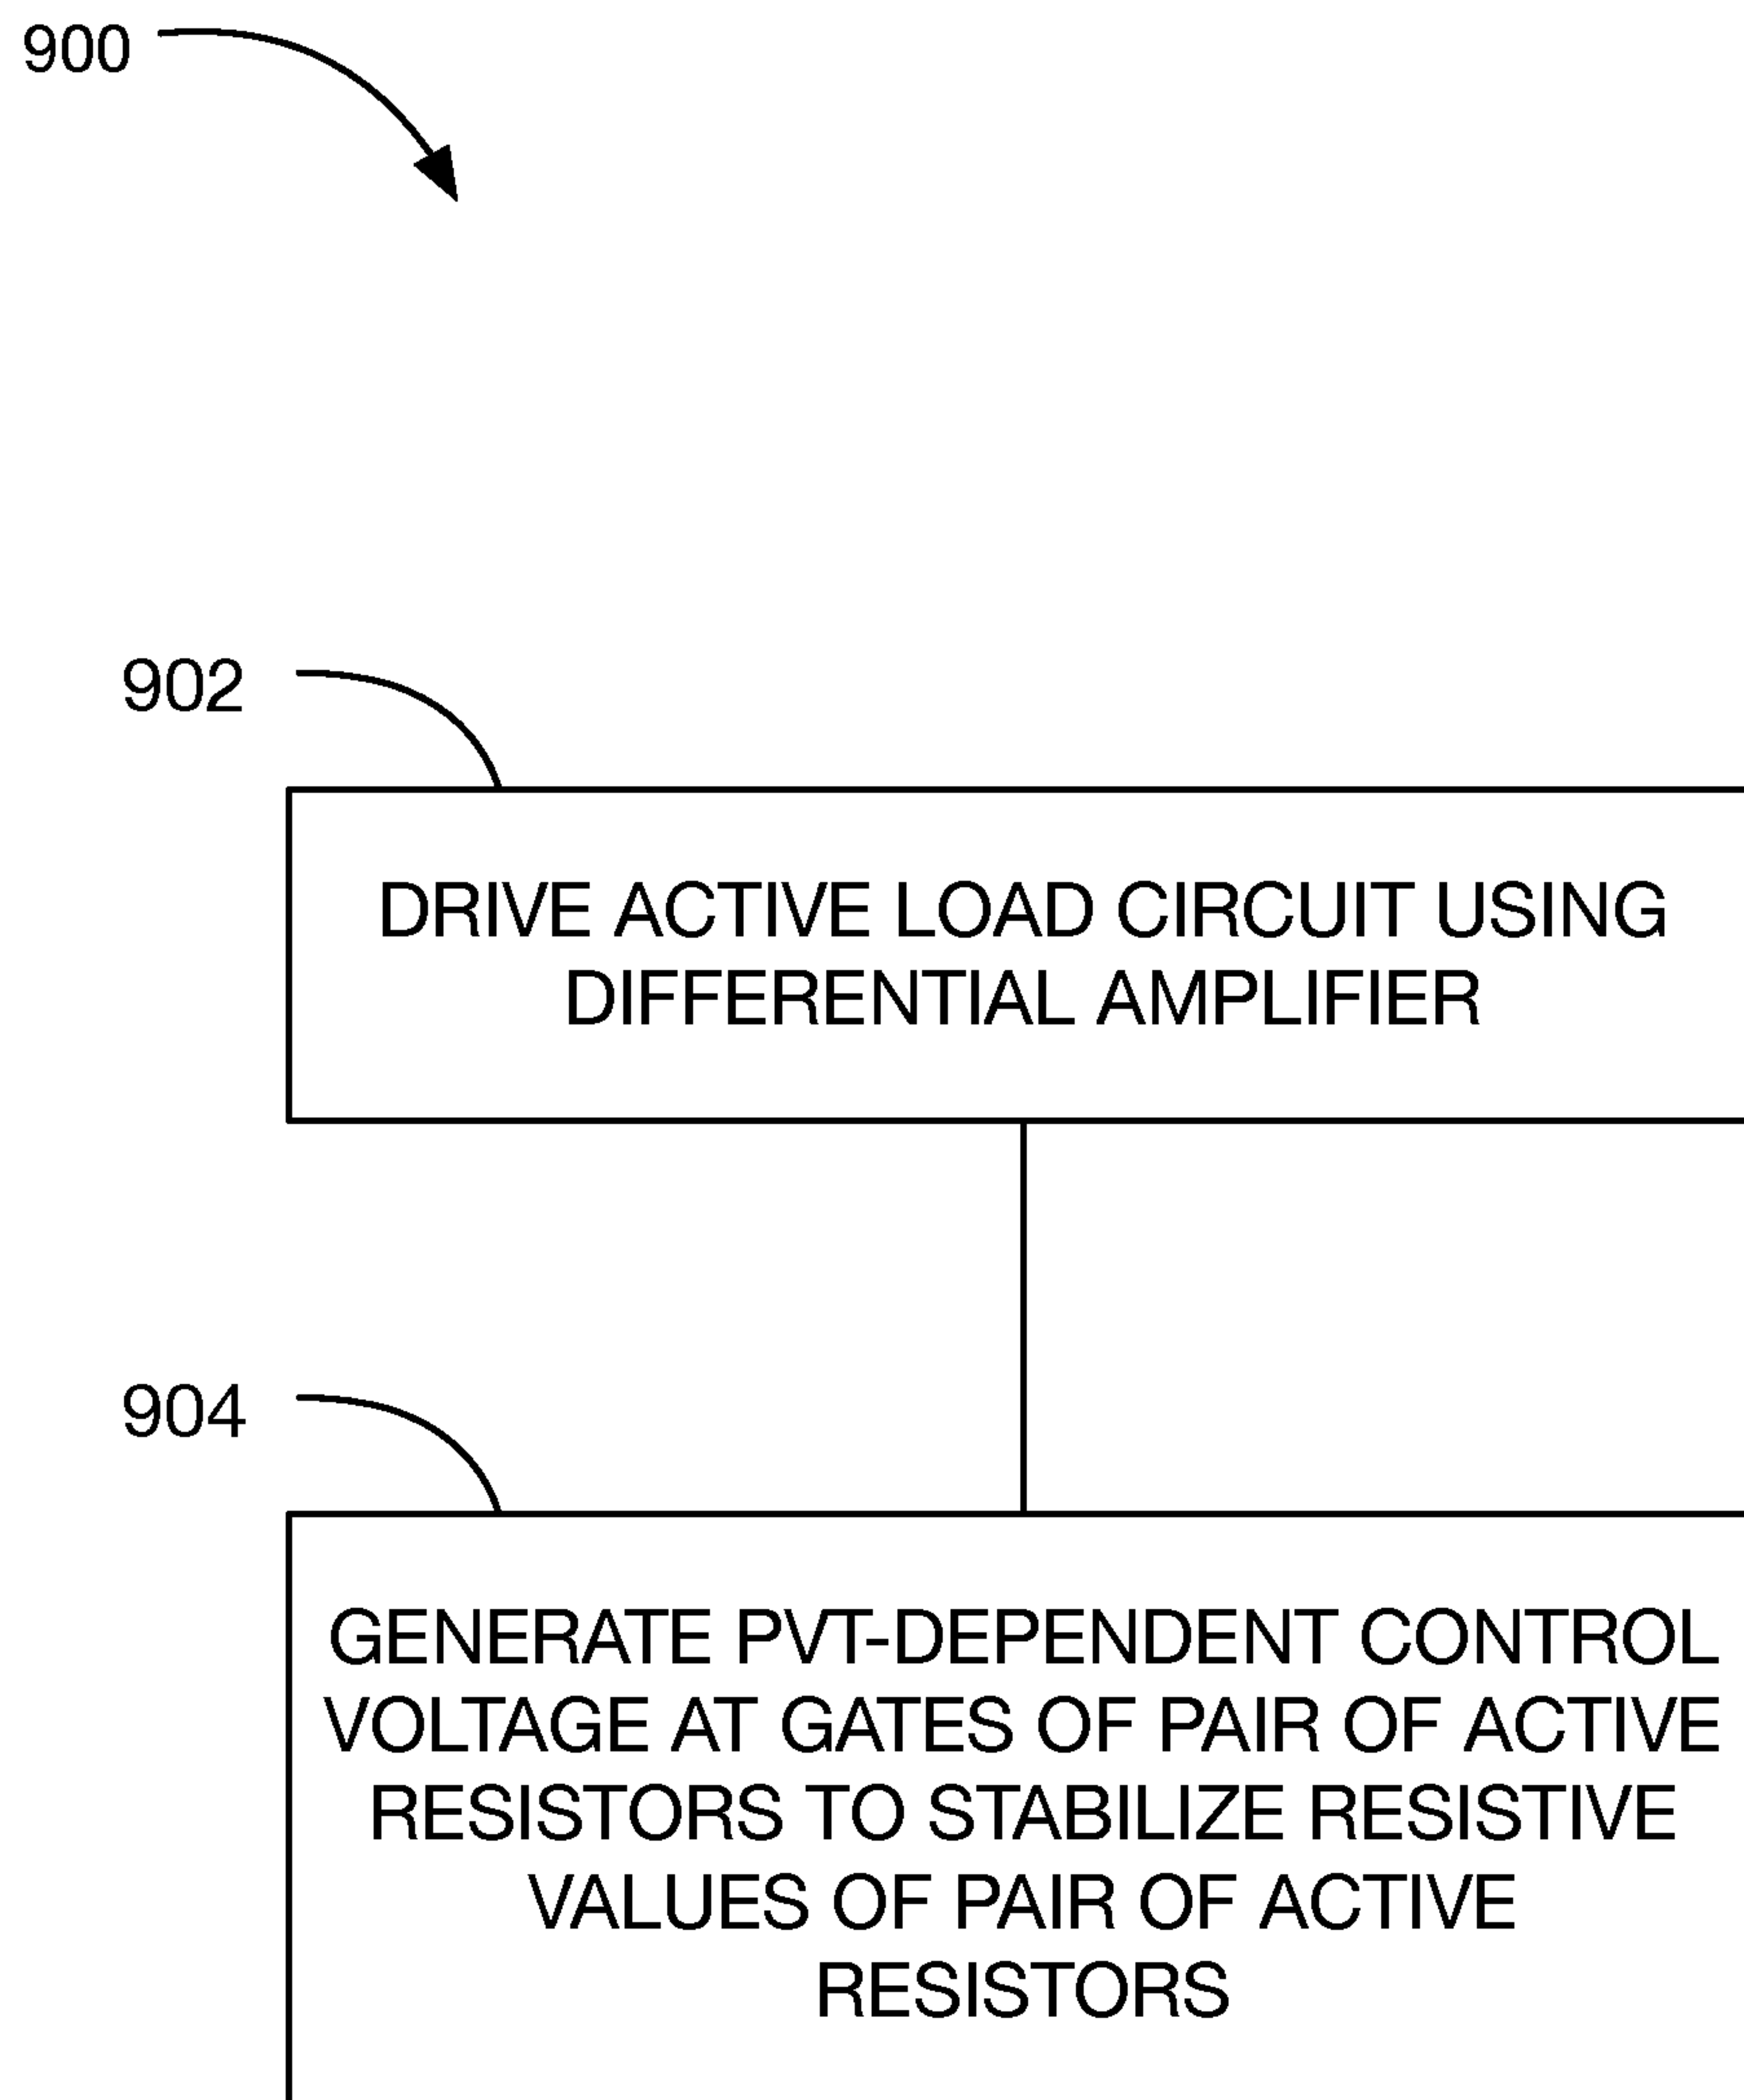 900
902
DRIVE ACTIVE LOAD CIRCUIT USING
DIFFERENTIAL AMPLIFIER
904
GENERATE PVT-DEPENDENT CONTROL
VOLTAGE AT GATES OF PAIR OF ACTIVE
RESISTORS TO STABILIZE RESISTIVE
VALUES OF PAIR OF ACTIVE
RESISTORS